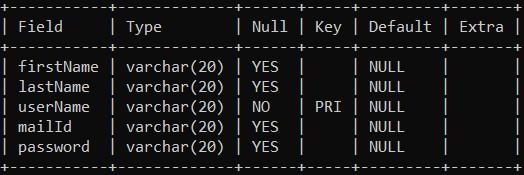 +-----------+-------------+------+-----+---------+-------+
| Field     | Type        | Null | Key | Default | Extra |
+-----------+-------------+------+-----+---------+-------+
| firstName | varchar(20) | YES  |     | NULL    |       |
| lastName  | varchar(20) | YES  |     | NULL    |       |
| userName  | varchar(20) | NO   | PRI | NULL    |       |
| mailId    | varchar(20) | YES  |     | NULL    |       |
| password  | varchar(20) | YES  |     | NULL    |       |
+-----------+-------------+------+-----+---------+-------+